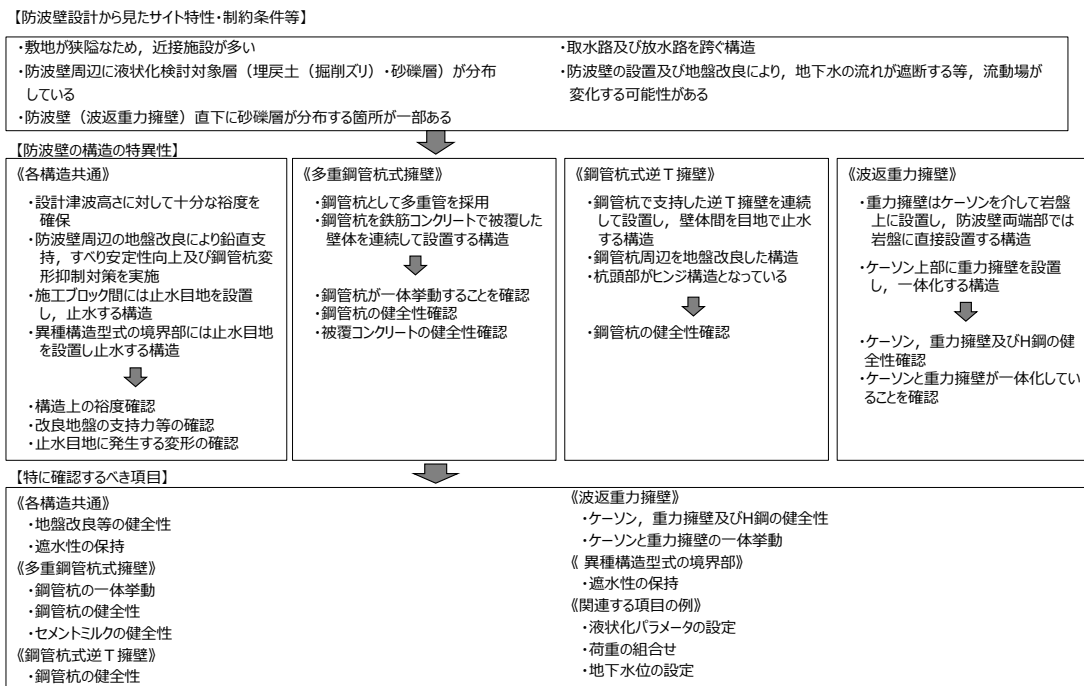 【防波壁設計から見たサイト特性・制約条件等】
・敷地が狭隘なため，近接施設が多い
・防波壁周辺に液状化検討対象層（埋戻土（掘削ズリ）・砂礫層）が分布
している
・防波壁（波返重力擁壁）直下に砂礫層が分布する箇所が一部ある
・取水路及び放水路を跨ぐ構造
・防波壁の設置及び地盤改良により，地下水の流れが遮断する等，流動場が
変化する可能性がある
【防波壁の構造の特異性】
《各構造共通》
・設計津波高さに対して十分な裕度を
確保
・防波壁周辺の地盤改良により鉛直支
持，すべり安定性向上及び鋼管杭変
形抑制対策を実施
・施工ブロック間には止水目地を設置
し，止水する構造
・異種構造型式の境界部には止水目地
を設置し止水する構造
・構造上の裕度確認
・改良地盤の支持力等の確認
・止水目地に発生する変形の確認
《多重鋼管杭式擁壁》
・鋼管杭として多重管を採用
・鋼管杭を鉄筋コンクリートで被覆した
壁体を連続して設置する構造
・鋼管杭が一体挙動することを確認
・鋼管杭の健全性確認
・被覆コンクリートの健全性確認
《鋼管杭式逆Ｔ擁壁》
・鋼管杭で支持した逆Ｔ擁壁を連続
して設置し，壁体間を目地で止水
する構造
・鋼管杭周辺を地盤改良した構造
・杭頭部がヒンジ構造となっている
・鋼管杭の健全性確認
《波返重力擁壁》
・重力擁壁はケーソンを介して岩盤
上に設置し，防波壁両端部では
岩盤に直接設置する構造
・ケーソン上部に重力擁壁を設置
し，一体化する構造
・ケーソン，重力擁壁及びH鋼の健
全性確認
・ケーソンと重力擁壁が一体化してい
ることを確認
【特に確認するべき項目】
《各構造共通》
・地盤改良等の健全性
・遮水性の保持
《多重鋼管杭式擁壁》
・鋼管杭の一体挙動
・鋼管杭の健全性
・セメントミルクの健全性
《鋼管杭式逆Ｔ擁壁》
・鋼管杭の健全性
《波返重力擁壁》
・ケーソン，重力擁壁及びH鋼の健全性
・ケーソンと重力擁壁の一体挙動
《 異種構造型式の境界部》
・遮水性の保持
《関連する項目の例》
・液状化パラメータの設定
・荷重の組合せ
・地下水位の設定